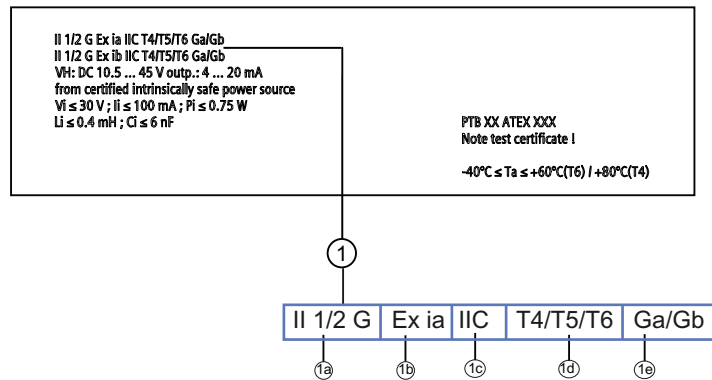 II 1/2 G Ex ia IIC T4/T5/T6 Ga/Gb
II 1/2 G Ex ib IIC T4/T5/T6 Ga/Gb
VH: DC 10.5 ... 45 V outp.: 4 ... 20 mA
from certified intrinsically safe power source
Vi ≤ 30 V ; Ii ≤ 100 mA ; Pi ≤ 0.75 W
Li ≤ 0.4 mH ; Ci ≤ 6 nF
PTB XX ATEX XXX
Note test certificate !
-40°C ≤ Ta ≤ +60°C(T6) / +80°C(T4)
1
II 1/2 G Ex ia IIC T4/T5/T6 Ga/Gb
1a 1b 1c 1d 1e